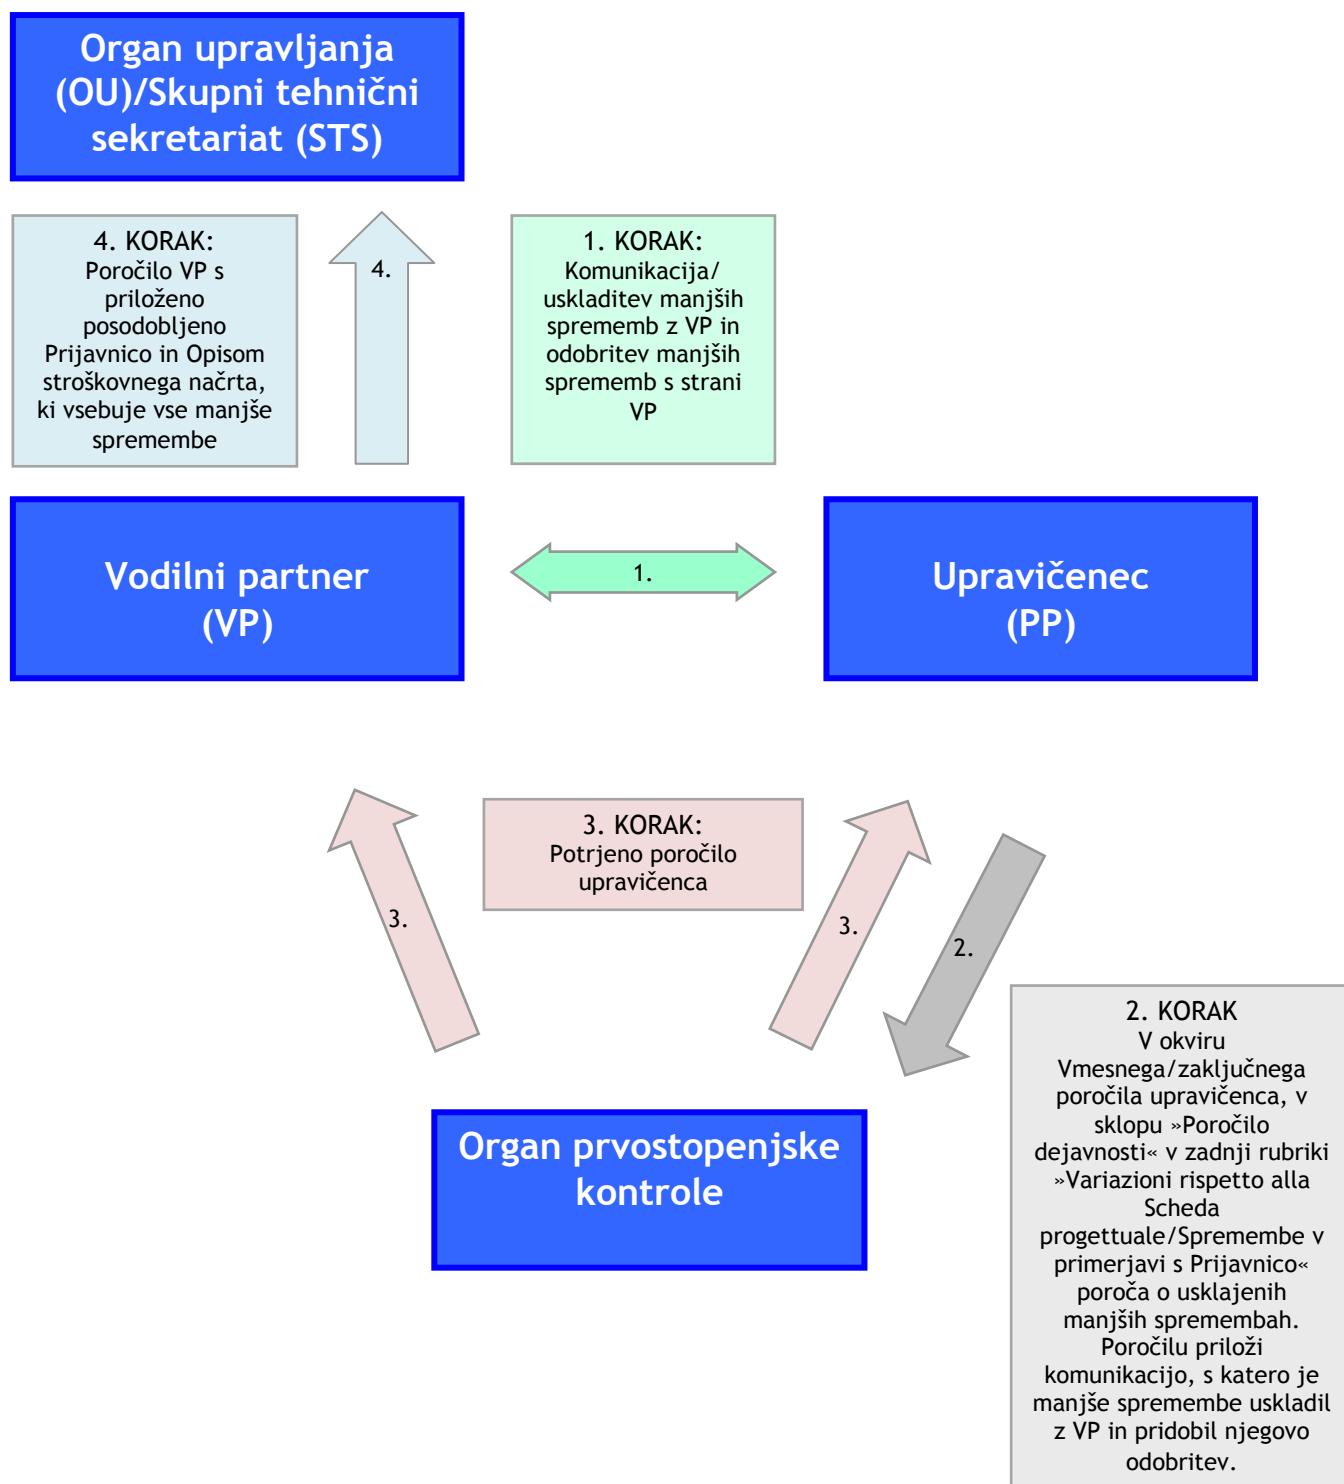 Organ upravljanja
(OU)/Skupni tehnični
sekretariat (STS)
4. KORAK:
Poročilo VP s
priloženo
posodobljeno
Prijavnico in Opisom
stroškovnega načrta,
ki vsebuje vse manjše
spremembe
4.
1. KORAK:
Komunikacija/
uskladitev manjših
sprememb z VP in
odobritev manjših
sprememb s strani
VP
Vodilni partner
(VP)
1.
Upravičenec
(PP)
3. KORAK:
Potrjeno poročilo
upravičenca
3.
3.
2.
Organ prvostopenjske
kontrole
2. KORAK
V okviru
Vmesnega/zaključnega
poročila upravičenca, v
sklopu »Poročilo
dejavnosti« v zadnji rubriki
»Variazioni rispetto alla
Scheda
progettuale/Spremembe v
primerjavi s Prijavnico«
poroča o usklajenih
manjših spremembah.
Poročilu priloži
komunikacijo, s katero je
manjše spremembe uskladil
z VP in pridobil njegovo
odobritev.